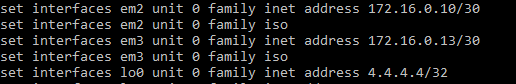 set interfaces em2 unit 0 family inet address 172.16.0.10/30
set interfaces em2 unit 0 family iso
set interfaces em3 unit 0 family inet address 172.16.0.13/30
set interfaces em3 unit 0 family iso
set interfaces lo0 unit 0 family inet address 4.4.4.4/32